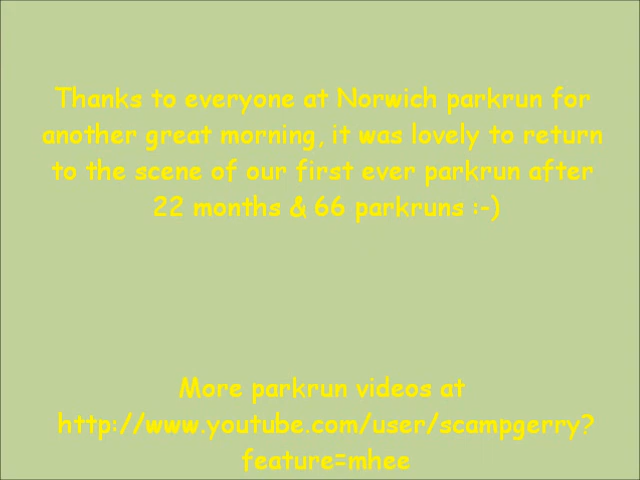 Thanks to everyone at Norwich parkrun for
another great morning, it was lovely to return
to the scene of our first ever parkrun after
22 months & 66 parkruns :-)
More parkrun videos at
http://www.youtube.com/user/scampgerry?
feature=mhee